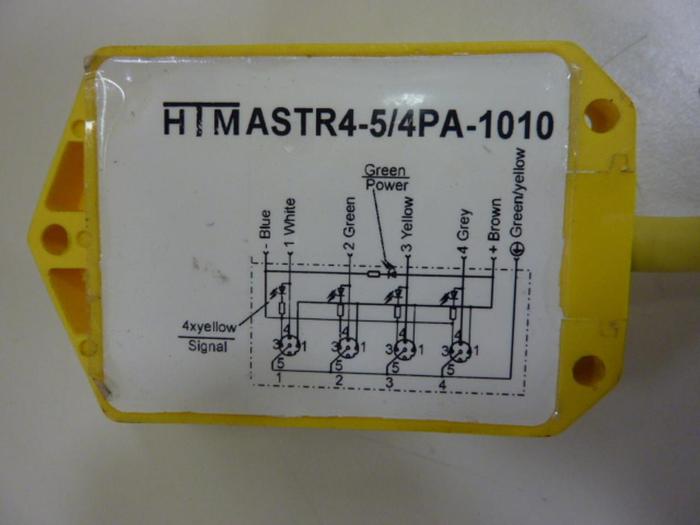 HTM ASTR4-5/4PA-1010
Green
Power
- Blue
1 White
2 Green
3 Yellow
4 Grey
+ Brown
Green/yellow
4xyellow
Signal
4 4 4 4
3 1 3 1 3 1 3 1
5 5 5 5
1 2 3 4